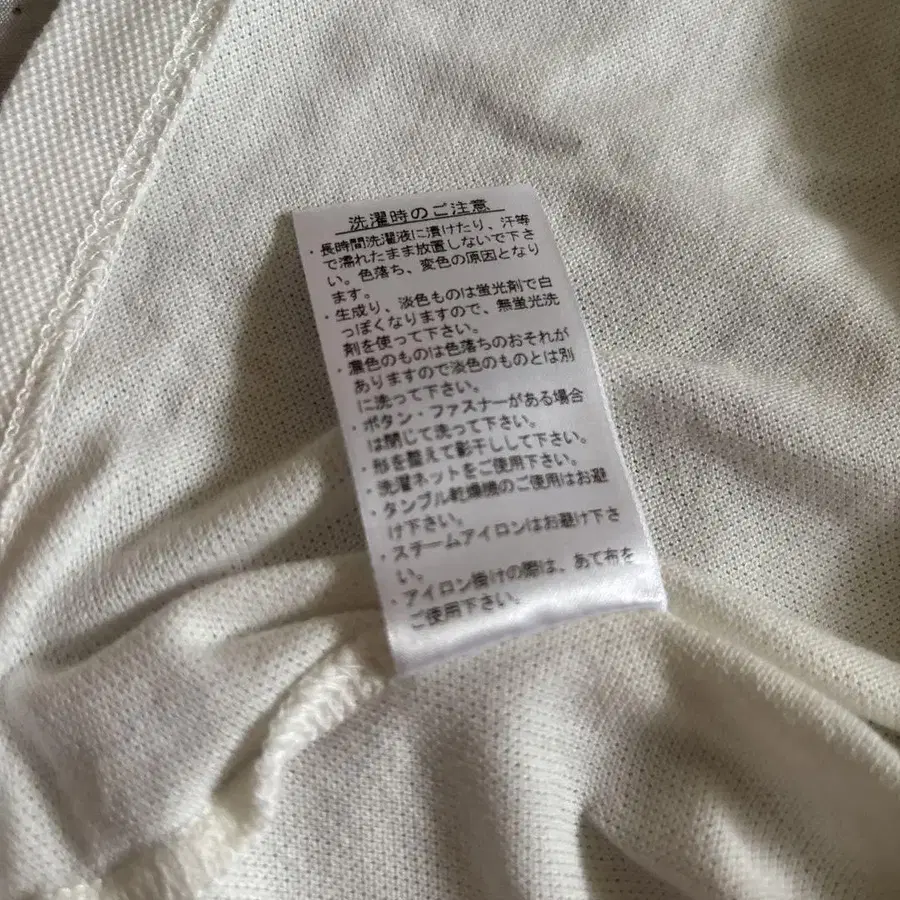 洗濯時のご注意
・長時間洗濯液に漬けたり、汗等
で濡れたまま放置しないで下さ
い。色落ち、変色の原因となり
ます。
・生成り、淡色ものは蛍光剤で白
っぽくなりますので、無蛍光洗
剤を使って下さい。
・濃色のものは色落ちのおそれが
ありますので淡色のものとは別
に洗って下さい。
・ボタン・ファスナーがある場合
は閉じて洗って下さい。
・形を整えて影干しして下さい。
・洗濯ネットをご使用下さい。
・タンブル乾燥機のご使用はお避
け下さい。
・スチームアイロンはお避け下さ
い。
・アイロン掛けの際は、あて布を
ご使用下さい。